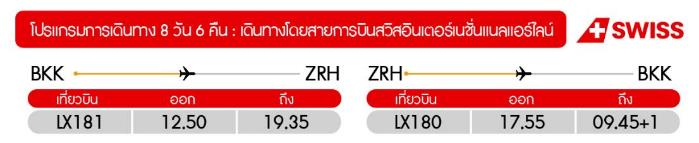 โปรแกรมการเดินทาง 8 วัน 6 คืน : เดินทางโดยสายการบินสวิสอินเตอร์เนชั่นแนลแอร์ไลน์ SWISS
BKK ZRH ZRH BKK
เที่ยวบิน ออก ถึง เที่ยวบิน ออก ถึง
LX181 12.50 19.35 LX180 17.55 09.45+1